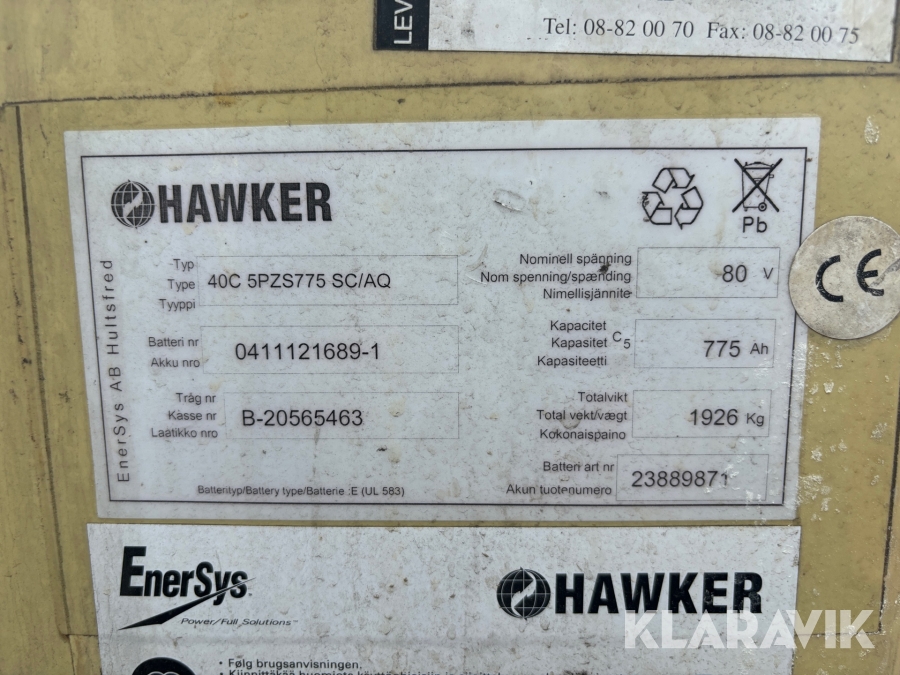 LEV
Tel: 08-82 00 70 Fax: 08-82 00 75
HAWKER
Pb
EnerSys AB Hultsfred
Typ
Type
Tyyppi
40C 5PZS775 SC/AQ
Nominell spänning
Nom spenning/spænding
Nimellisjännite
80 V
CE
Batteri nr
Akku nro
0411121689-1
Kapacitet
Kapasitet C5
Kapasiteetti
775 Ah
Tråg nr
Kasse nr
Laatikko nro
B-20565463
Totalvikt
Total vekt/vægt
Kokonaispaino
1926 Kg
Batteri art nr
Akun tuotenumero
23889871
Batterityp/Battery type/Batterie :E (UL 583)
EnerSys
Power/Full Solutions™
HAWKER
KLARAVIK
• Følg brugsanvisningen.